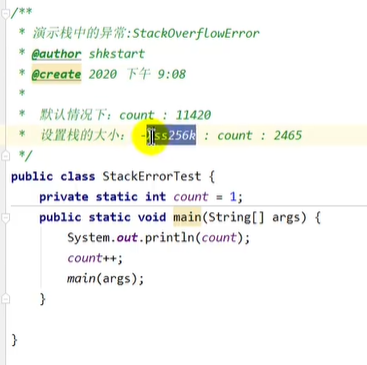 /**
* 演示栈中的异常:StackOverflowError
* @author shkstart
* @create 2020 下午 9:08
*
* 默认情况下：count : 11420
* 设置栈的大小： -Xss256k : count : 2465
*/
public class StackErrorTest {
private static int count = 1;
public static void main(String[] args) {
System.out.println(count);
count++;
main(args);
}
}